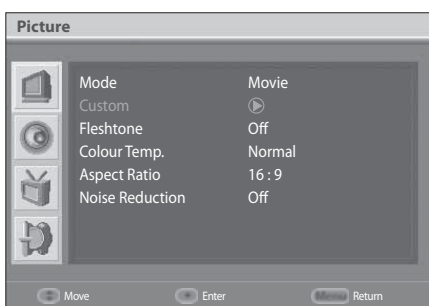 Picture
Mode Movie
Custom
Fleshtone Off
Colour Temp. Normal
Aspect Ratio 16 : 9
Noise Reduction Off
Move Enter Menu Return